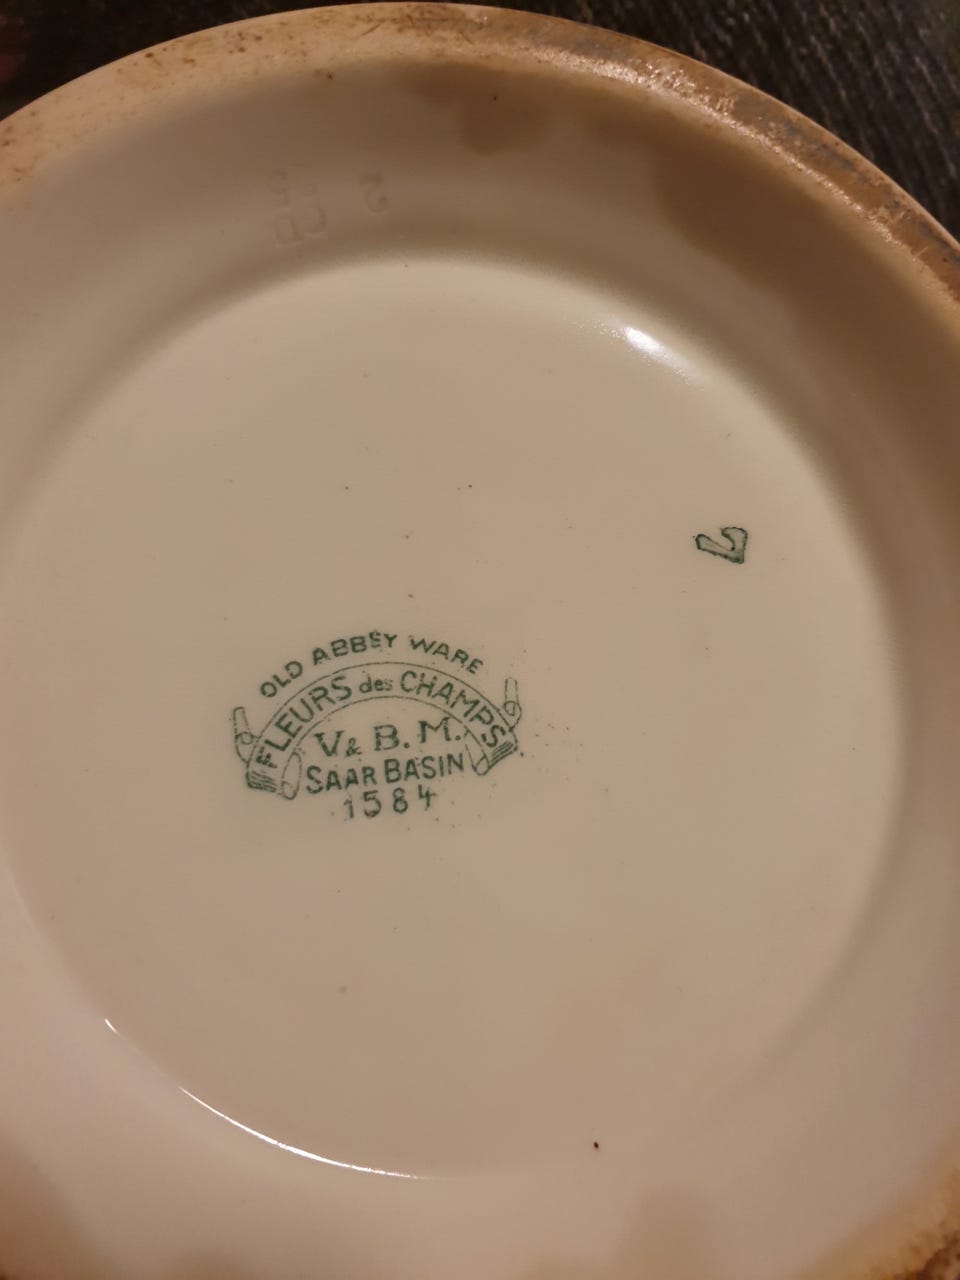 OLD ABBEY WARE
FLEURS des CHAMPS
V & B. M.
SAAR BASIN
1584